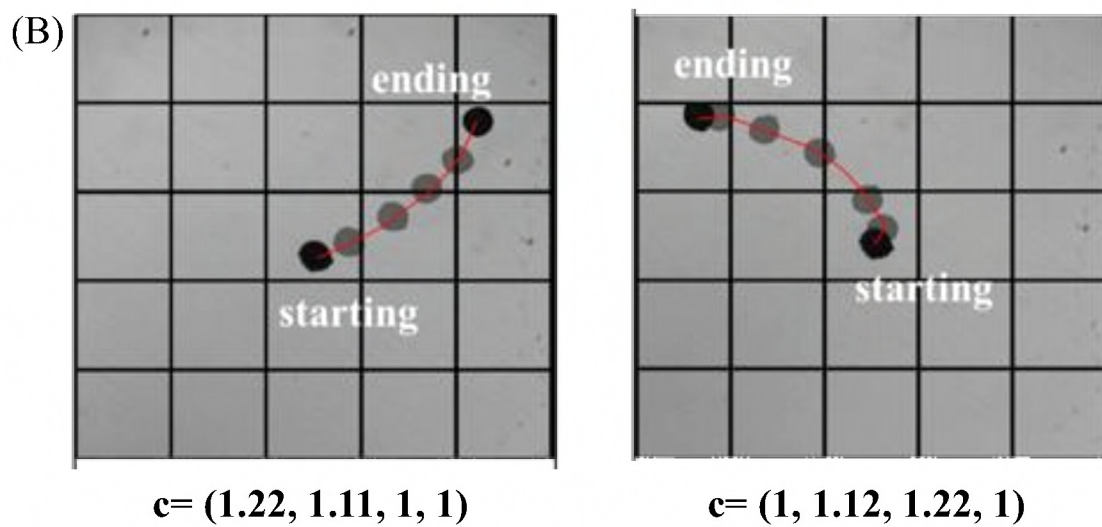 (B)
ending
starting
c= (1.22, 1.11, 1, 1)
ending
starting
c= (1, 1.12, 1.22, 1)